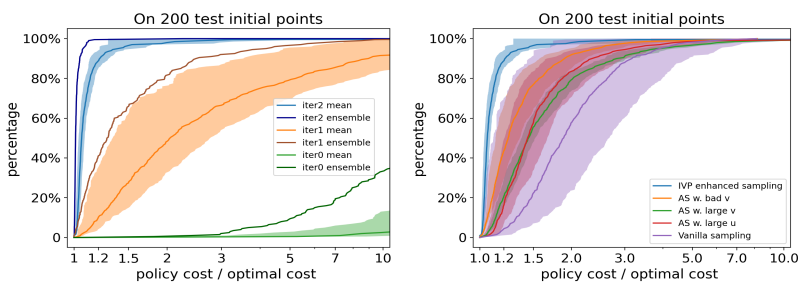 On 200 test initial points
percentage
100%
80%
60%
40%
20%
0
iter2 mean
iter2 ensemble
iter1 mean
iter1 ensemble
iter0 mean
iter0 ensemble
1 1.2 1.5 2 3 5 7 10
policy cost / optimal cost
On 200 test initial points
percentage
100%
80%
60%
40%
20%
0
IVP enhanced sampling
AS w. bad v
AS w. large v
AS w. large u
Vanilla sampling
1.0 1.2 1.5 2.0 3.0 5.0 7.0 10.0
policy cost / optimal cost